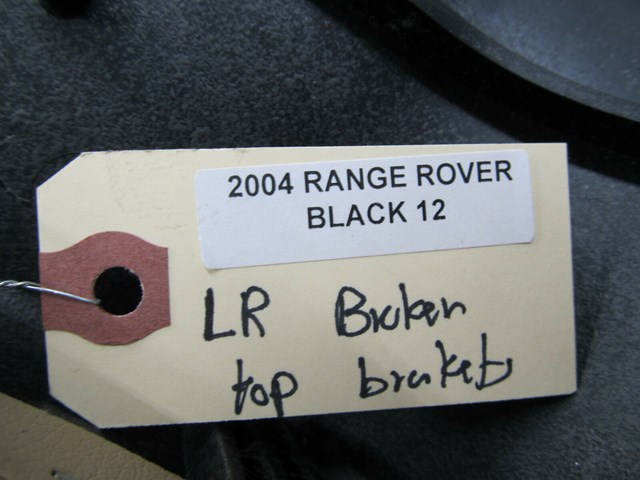 2004 RANGE ROVER
BLACK 12
LR Broken
top brakets